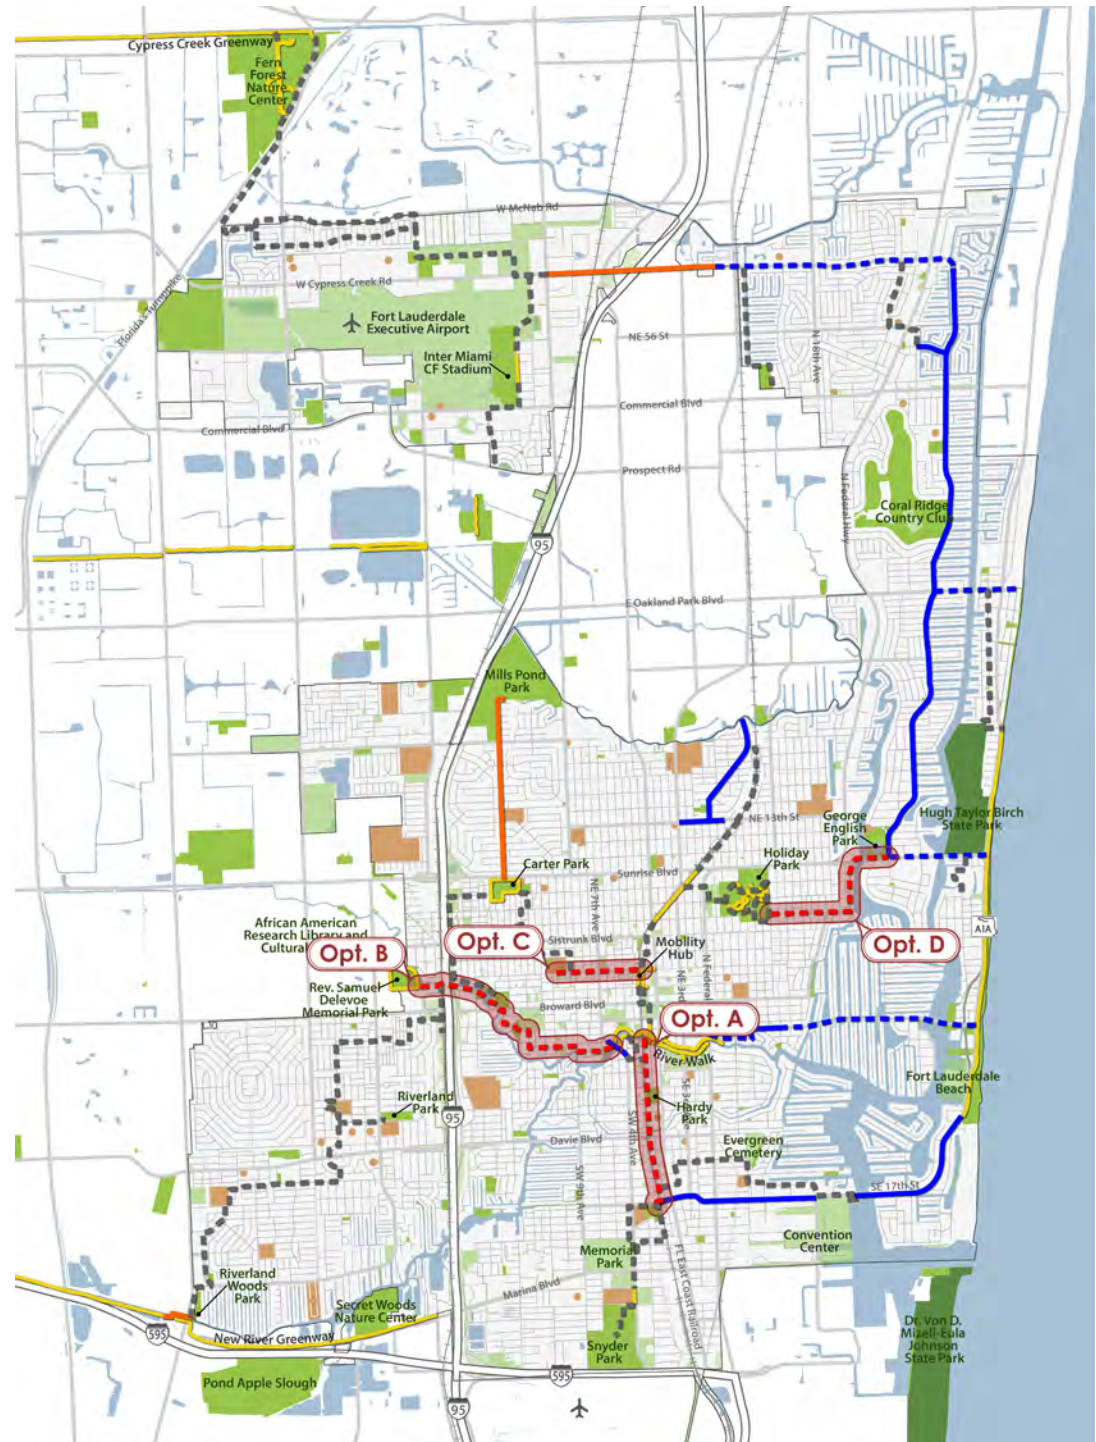 Cypress Creek Greenway
Fern
Forest
Nature
Center
W McNab Rd
Florida's Turnpike
W Cypress Creek Rd
Fort Lauderdale
Executive Airport
NE 56 St
N 18th Ave
Inter Miami
CF Stadium
Commercial Blvd
Commercial Blvd
Prospect Rd
N Federal Hwy
Coral Ridge
Country Clu
95
E Oakland Park Blvd
Mills Pond
Park
NE 13th St
George
English
Park
Hugh Taylor Birch
State Park
Holiday
Park
Carter Park
Sunrise Blvd
NE 7th Ave
African American
Research Library and
Cultural
Opt. B
Opt. C
Sistrunk Blvd
Mobility
Hub
Opt. D
A1A
N Federal
NE 3rd
Rev. Samuel
Delevoe
Memorial Park
Broward Blvd
Opt. A
River Walk
Fort Lauderdale
Beach
Riverland
Park
95
SE 3rd
Hardy
Park
SW 4th Ave
Davie Blvd
Evergreen
Cemetery
SW 9th Ave
SE 17th St
Convention
Center
Memorial
Park
FL East Coast Railroad
Riverland
Woods
Park
Marina Blvd
Secret Woods
Nature Center
595
New River Greenway
Snyder
Park
Dr. Von D.
Mizell-Eula
Johnson
State Park
595
Pond Apple Slough
95